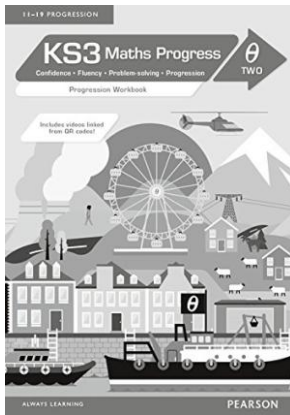 11–19 PROGRESSION
KS3 Maths Progress
θ
TWO
Confidence • Fluency • Problem-solving • Progression
Progression Workbook
Includes videos linked
from QR codes!
θ
ALWAYS LEARNING
PEARSON